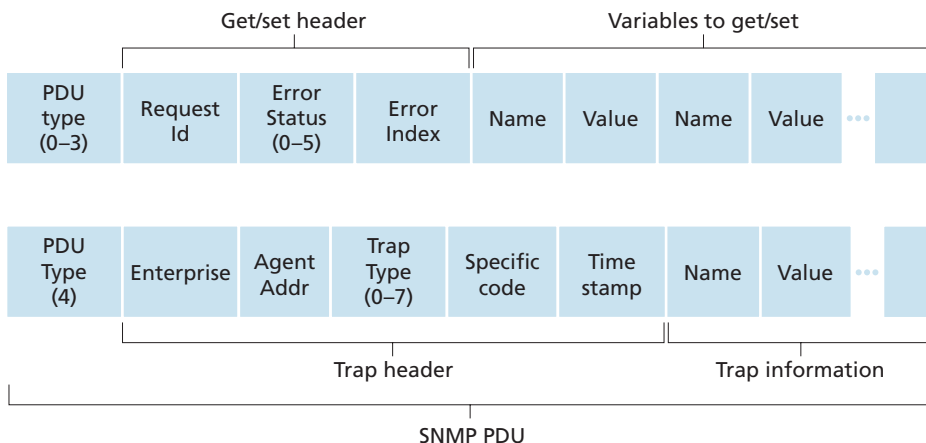 Get/set header
Variables to get/set
PDU
type
(0–3)
Request
Id
Error
Status
(0–5)
Error
Index
Name
Value
Name
Value
PDU
Type
(4)
Enterprise
Agent
Addr
Trap
Type
(0–7)
Specific
code
Time
stamp
Name
Value
Trap header
Trap information
SNMP PDU